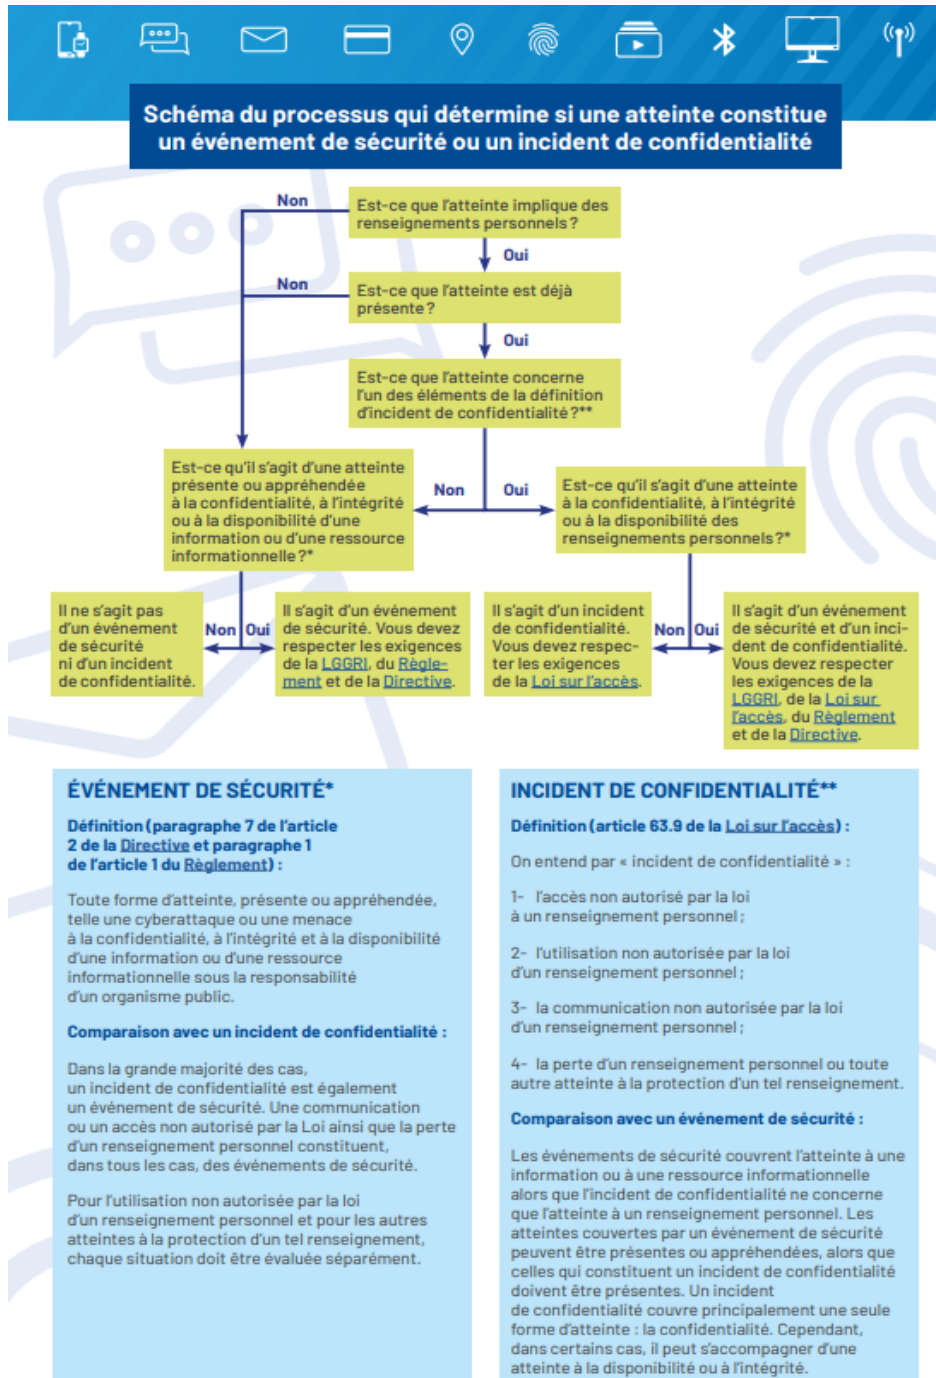 Schéma du processus qui détermine si une atteinte constitue
un événement de sécurité ou un incident de confidentialité
Non
Est-ce que l'atteinte implique des
renseignements personnels ?
Oui
Non
Est-ce que l'atteinte est déjà
présente ?
Oui
Est-ce que l'atteinte concerne
l'un des éléments de la définition
d'incident de confidentialité ?**
Est-ce qu'il s'agit d'une atteinte
présente ou appréhendée
à la confidentialité, à l'intégrité
ou à la disponibilité d'une
information ou d'une ressource
informationnelle ?*
Non
Oui
Est-ce qu'il s'agit d'une atteinte
à la confidentialité, à l'intégrité
ou à la disponibilité des
renseignements personnels ?*
Il ne s'agit pas
d'un événement
de sécurité
ni d'un incident
de confidentialité.
Non
Oui
Il s'agit d'un événement
de sécurité. Vous devez
respecter les exigences
de la LGGRI, du Règle-
ment et de la Directive.
Il s'agit d'un incident
de confidentialité.
Vous devez respec-
ter les exigences
de la Loi sur l'accès.
Non
Oui
Il s'agit d'un événement
de sécurité et d'un inci-
dent de confidentialité.
Vous devez respecter
les exigences de la
LGGRI, de la Loi sur
l'accès, du Règlement
et de la Directive.
ÉVÉNEMENT DE SÉCURITÉ*
Définition (paragraphe 7 de l'article
2 de la Directive et paragraphe 1
de l'article 1 du Règlement) :
Toute forme d'atteinte, présente ou appréhendée,
telle une cyberattaque ou une menace
à la confidentialité, à l'intégrité et à la disponibilité
d'une information ou d'une ressource
informationnelle sous la responsabilité
d'un organisme public.
Comparaison avec un incident de confidentialité :
Dans la grande majorité des cas,
un incident de confidentialité est également
un événement de sécurité. Une communication
ou un accès non autorisé par la Loi ainsi que la perte
d'un renseignement personnel constituent,
dans tous les cas, des événements de sécurité.
Pour l'utilisation non autorisée par la loi
d'un renseignement personnel et pour les autres
atteintes à la protection d'un tel renseignement,
chaque situation doit être évaluée séparément.
INCIDENT DE CONFIDENTIALITÉ**
Définition (article 63.9 de la Loi sur l'accès) :
On entend par « incident de confidentialité » :
1- l'accès non autorisé par la loi
à un renseignement personnel ;
2- l'utilisation non autorisée par la loi
d'un renseignement personnel ;
3- la communication non autorisée par la loi
d'un renseignement personnel ;
4- la perte d'un renseignement personnel ou toute
autre atteinte à la protection d'un tel renseignement.
Comparaison avec un événement de sécurité :
Les événements de sécurité couvrent l'atteinte à une
information ou à une ressource informationnelle
alors que l'incident de confidentialité ne concerne
que l'atteinte à un renseignement personnel. Les
atteintes couvertes par un événement de sécurité
peuvent être présentes ou appréhendées, alors que
celles qui constituent un incident de confidentialité
doivent être présentes. Un incident
de confidentialité couvre principalement une seule
forme d'atteinte : la confidentialité. Cependant,
dans certains cas, il peut s'accompagner d'une
atteinte à la disponibilité ou à l'intégrité.